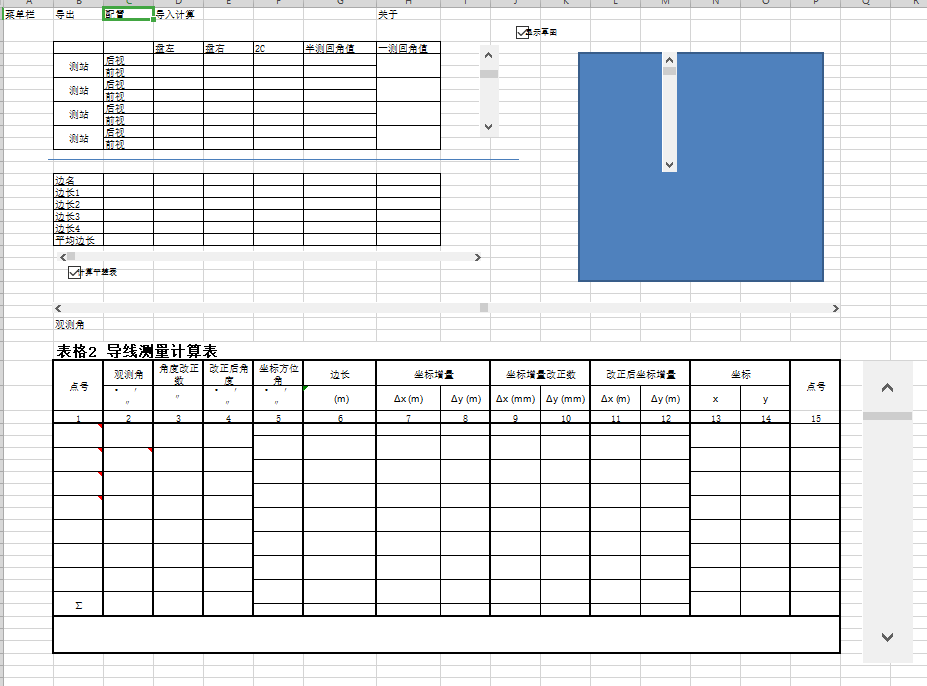 A B C D E F G H I J K L M N O P Q R
菜单栏 导出 配置 导入计算 关于
显示草图
盘左 盘右 2C 半测回角值 一测回角值
测站 后视
前视
测站 后视
前视
测站 后视
前视
测站 后视
前视
边名
边长1
边长2
边长3
边长4
平均边长
计算平差表
观测角
表格2 导线测量计算表
点号 观测角 角度改正数 改正后角度 坐标方位角 边长 坐标增量 坐标增量改正数 改正后坐标增量 坐标 点号
° ′ ″ ″ ° ′ ″ ° ′ ″ (m) Δx (m) Δy (m) Δx (mm) Δy (mm) Δx (m) Δy (m) x y
1 2 3 4 5 6 7 8 9 10 11 12 13 14 15
Σ